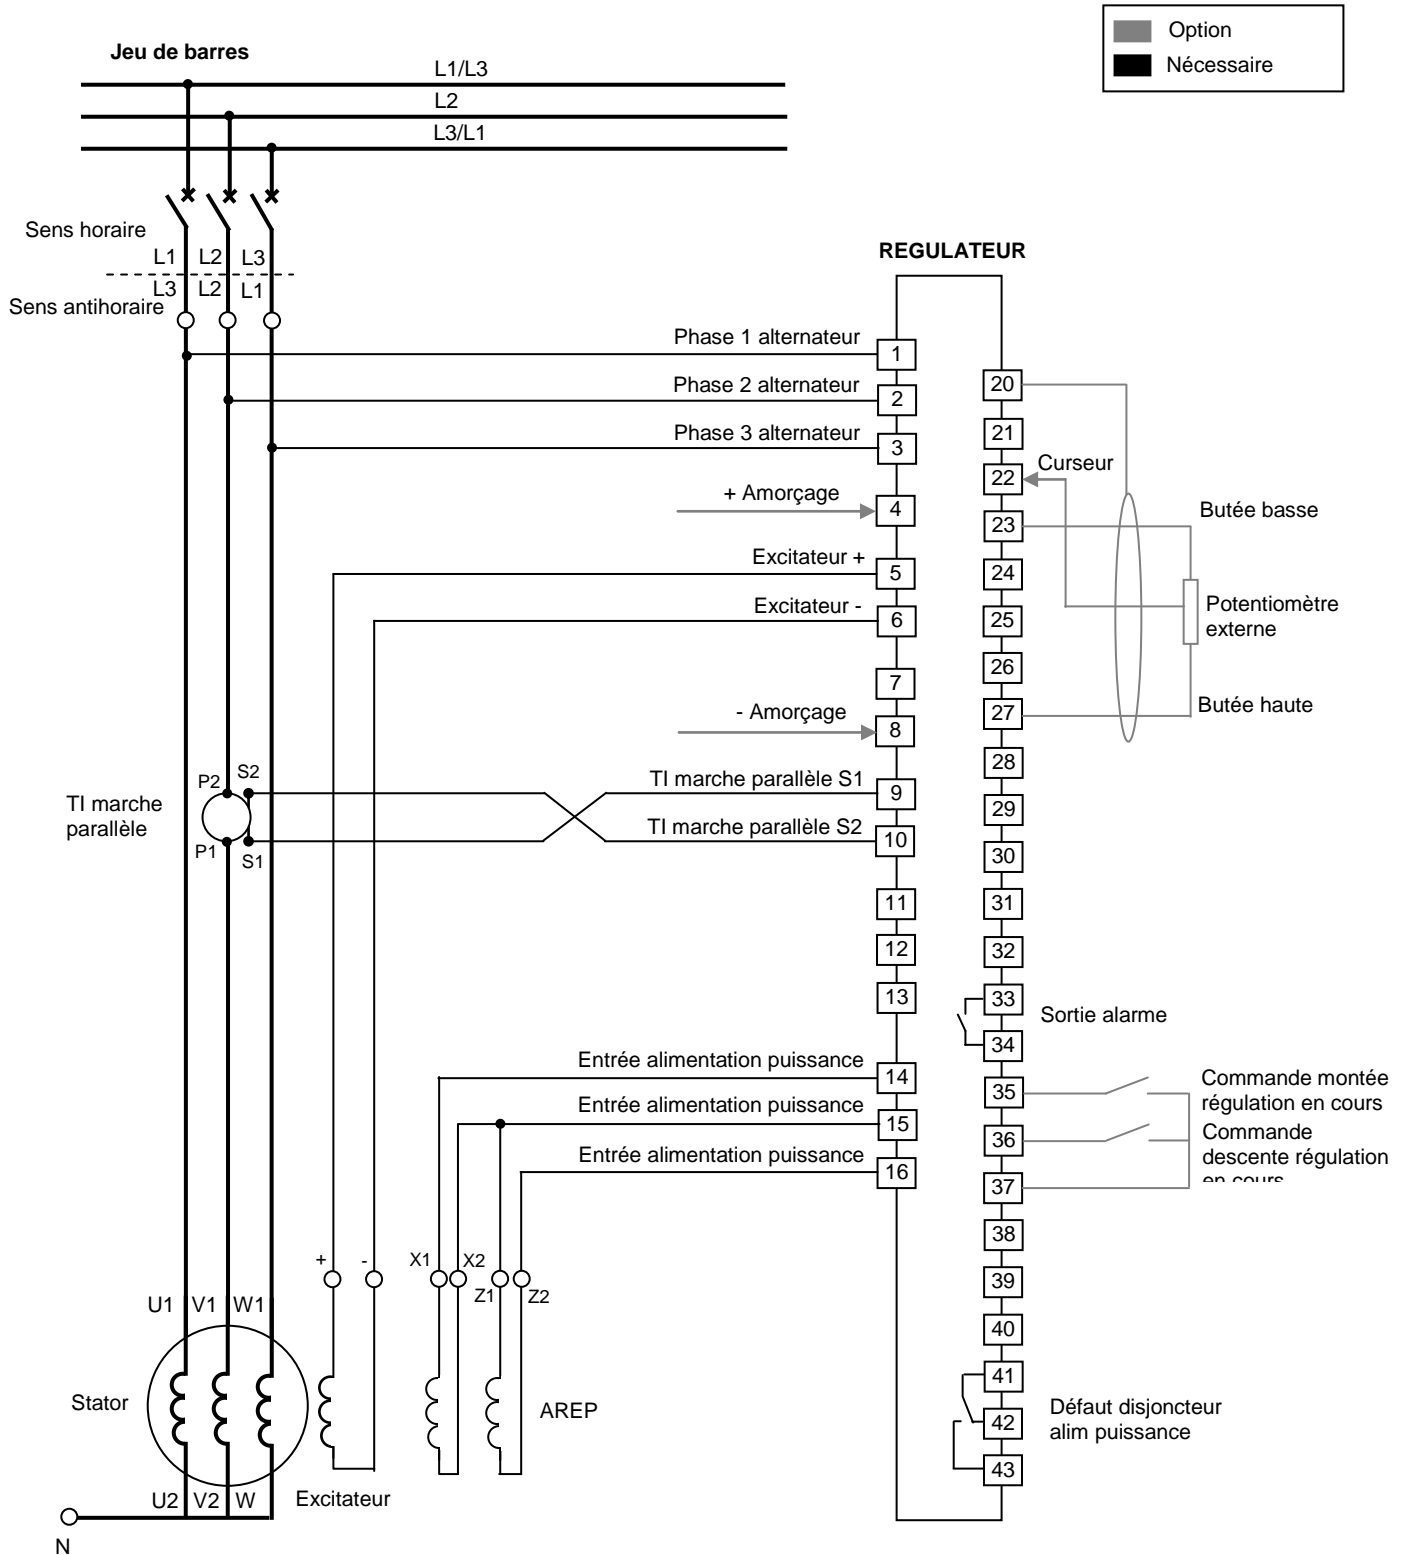 Option
Nécessaire
Jeu de barres
L1/L3
L2
L3/L1
Sens horaire
L1 L2 L3
L3 L2 L1
Sens antihoraire
REGULATEUR
Phase 1 alternateur
1
Phase 2 alternateur
2
Phase 3 alternateur
3
+ Amorçage
4
Excitateur +
5
Excitateur -
6
7
- Amorçage
8
TI marche parallèle S1
9
TI marche parallèle S2
10
11
12
13
Entrée alimentation puissance
14
Entrée alimentation puissance
15
Entrée alimentation puissance
16
20
21
22
Curseur
23
Butée basse
24
Potentiomètre
externe
25
26
27
Butée haute
28
29
30
31
32
33
Sortie alarme
34
35
Commande montée
régulation en cours
36
Commande
descente régulation
en cours
37
38
39
40
41
42
Défaut disjoncteur
alim puissance
43
TI marche
parallèle
P2 S2
P1 S1
+ -
X1 X2
Z1 Z2
U1 V1 W1
Stator
AREP
U2 V2 W
Excitateur
N